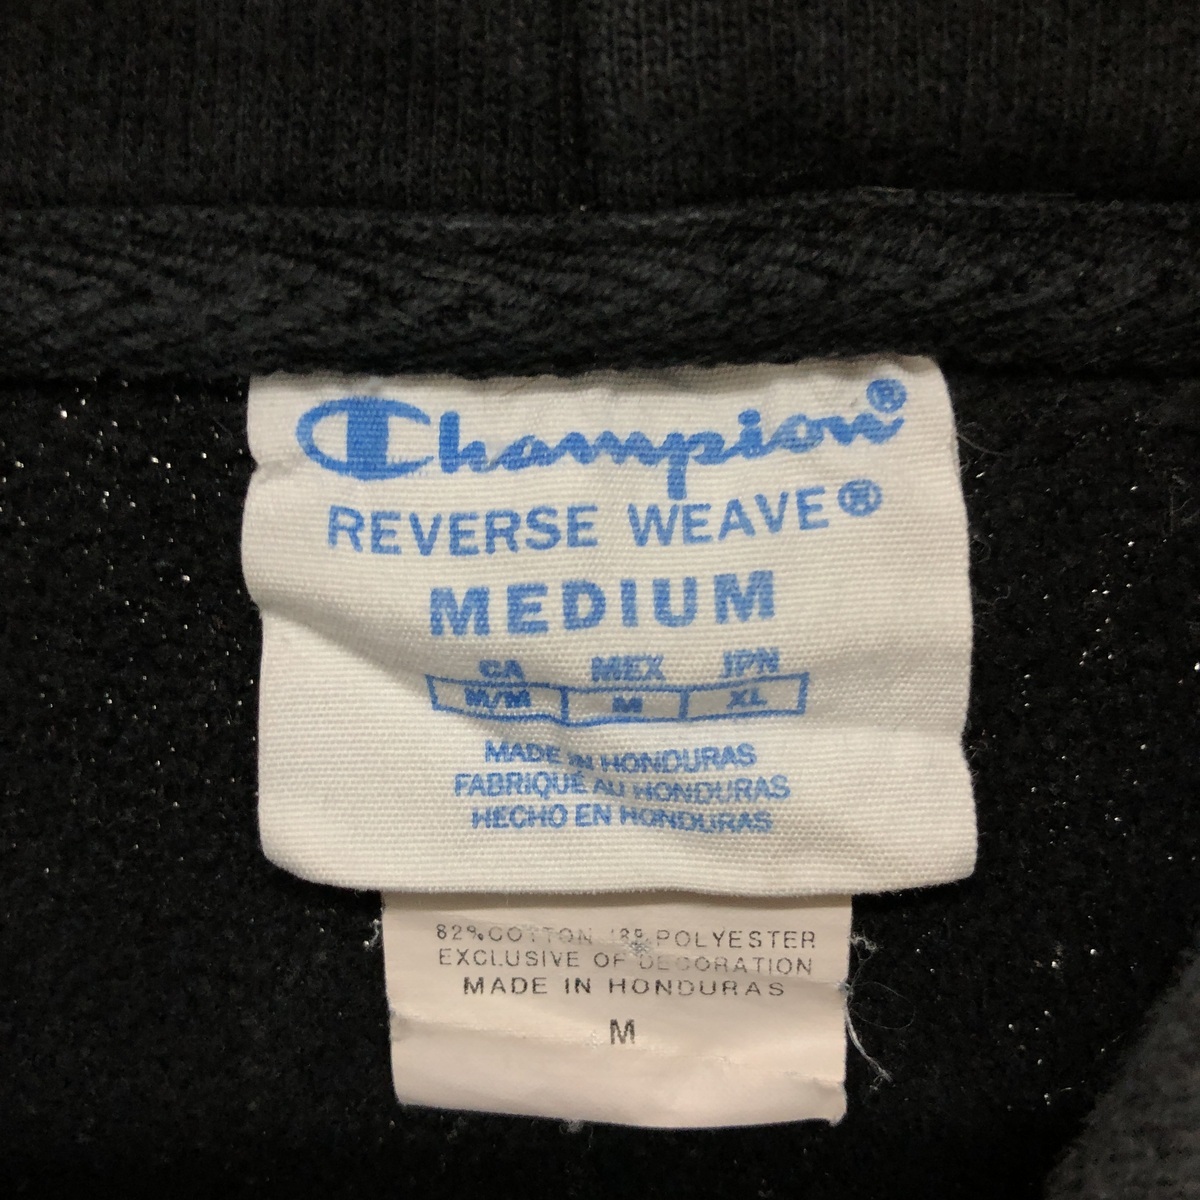 Champion®
REVERSE WEAVE®
MEDIUM
CA MEX JPN
M/M M XL
MADE IN HONDURAS
FABRIQUÉ AU HONDURAS
HECHO EN HONDURAS
82% COTTON 18% POLYESTER
EXCLUSIVE OF DECORATION
MADE IN HONDURAS
M